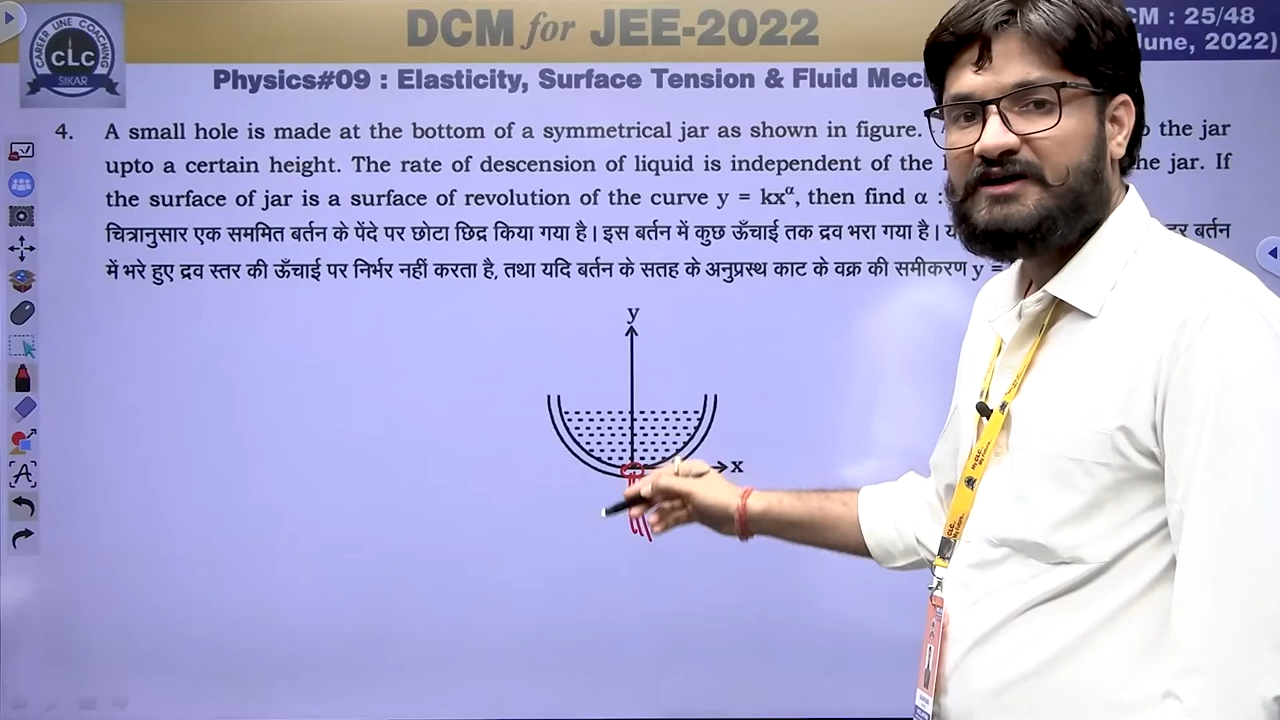 DCM for JEE-2022
CM : 25/48
June, 2022)
CAREER LINE COACHING
CLC
SIKAR
Physics#09 : Elasticity, Surface Tension & Fluid Mec
4. A small hole is made at the bottom of a symmetrical jar as shown in figure. the jar
upto a certain height. The rate of descension of liquid is independent of the he jar. If
the surface of jar is a surface of revolution of the curve y = kxᵅ, then find α :
चित्रानुसार एक सममित बर्तन के पेंदे पर छोटा छिद्र किया गया है। इस बर्तन में कुछ ऊँचाई तक द्रव भरा गया है। बर्तन
में भरे हुए द्रव स्तर की ऊँचाई पर निर्भर नहीं करता है, तथा यदि बर्तन के सतह के अनुप्रस्थ काट के वक्र की समीकरण y =
y
x
CLC